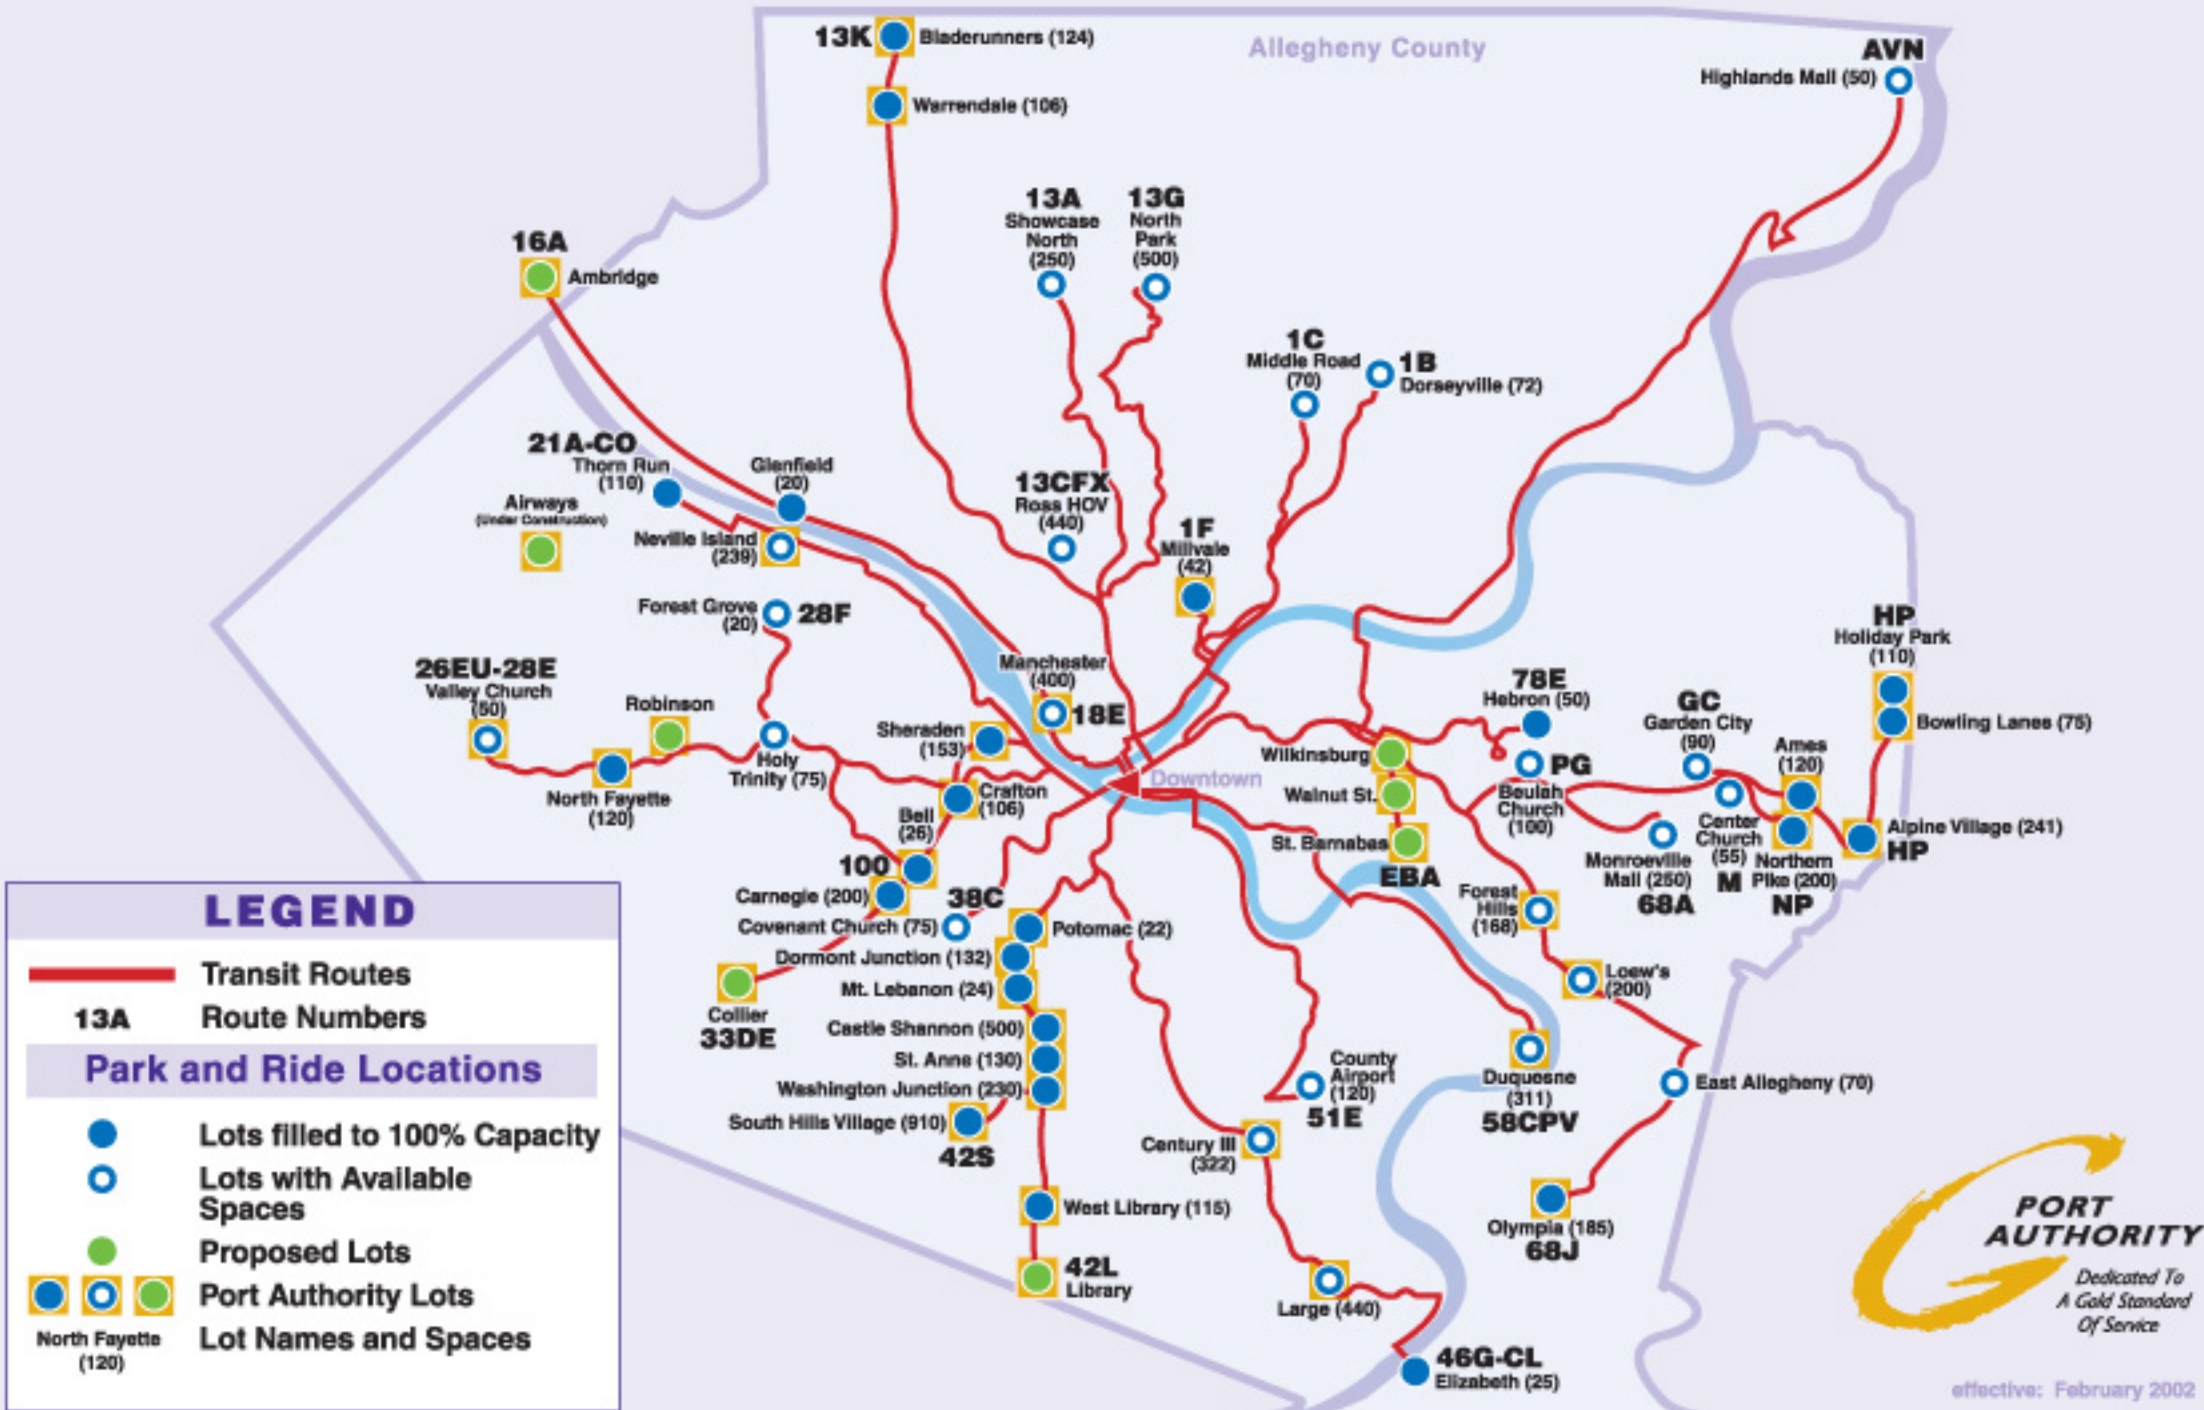 13K
Bladerunners (124)
Warrendale (106)
Allegheny County
AVN
Highlands Mall (50)
13A
Showcase
North
(250)
13G
North
Park
(500)
16A
Ambridge
1C
Middle Road
(70)
1B
Dorseyville (72)
21A-CO
Thorn Run
(110)
Glenfield
(20)
Airways
(Under Construction)
Neville Island
(239)
13CFX
Ross HOV
(440)
1F
Millvale
(42)
Forest Grove
(20)
28F
26EU-28E
Valley Church
(50)
Robinson
North Fayette
(120)
Holy
Trinity (75)
Manchester
(400)
18E
Sheraden
(153)
Crafton
(106)
Bell
(26)
100
Carnegie (200)
Downtown
Wilkinsburg
Walnut St.
St. Barnabas
EBA
78E
Hebron (50)
PG
Beulah
Church
(100)
GC
Garden City
(90)
Ames
(120)
HP
Holiday Park
(110)
Bowling Lanes (75)
Alpine Village (241)
HP
Center
Church
(55)
M
Northern
Pike (200)
NP
Monroeville
Mall (250)
68A
Forest
Hills
(168)
Loew's
(200)
East Allegheny (70)
Olympia (185)
68J
38C
Covenant Church (75)
Collier
33DE
Potomac (22)
Dormont Junction (132)
Mt. Lebanon (24)
Castle Shannon (500)
St. Anne (130)
Washington Junction (230)
South Hills Village (910)
42S
West Library (115)
42L
Library
County
Airport
(120)
51E
Duquesne
(311)
58CPV
Century III
(322)
Large (440)
46G-CL
Elizabeth (25)
LEGEND
Transit Routes
13A
Route Numbers
Park and Ride Locations
Lots filled to 100% Capacity
Lots with Available
Spaces
Proposed Lots
Port Authority Lots
North Fayette
(120)
Lot Names and Spaces
PORT
AUTHORITY
Dedicated To
A Gold Standard
Of Service
effective: February 2002